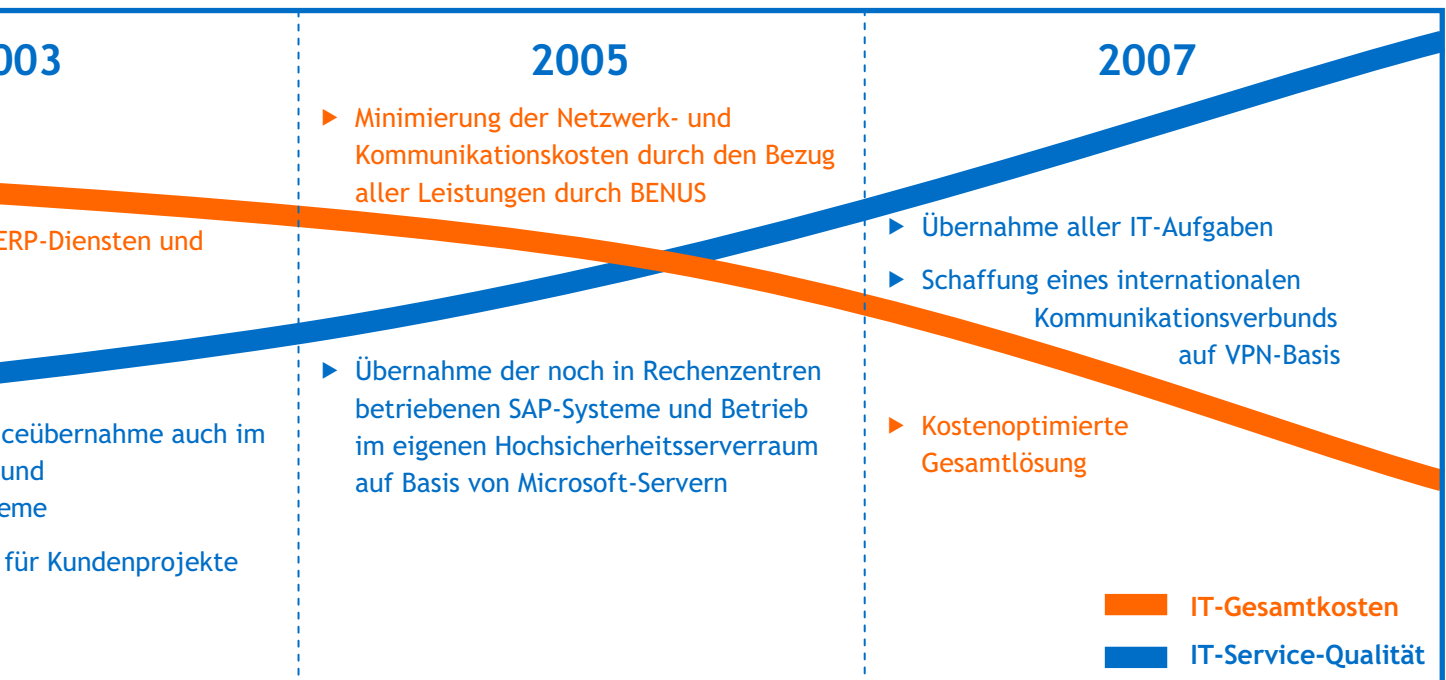 003
ERP-Diensten und
ceübernahme auch im
und
eme
für Kundenprojekte
2005
Minimierung der Netzwerk- und
Kommunikationskosten durch den Bezug
aller Leistungen durch BENUS
Übernahme der noch in Rechenzentren
betriebenen SAP-Systeme und Betrieb
im eigenen Hochsicherheitsserverraum
auf Basis von Microsoft-Servern
2007
Übernahme aller IT-Aufgaben
Schaffung eines internationalen
Kommunikationsverbunds
auf VPN-Basis
Kostenoptimierte
Gesamtlösung
IT-Gesamtkosten
IT-Service-Qualität